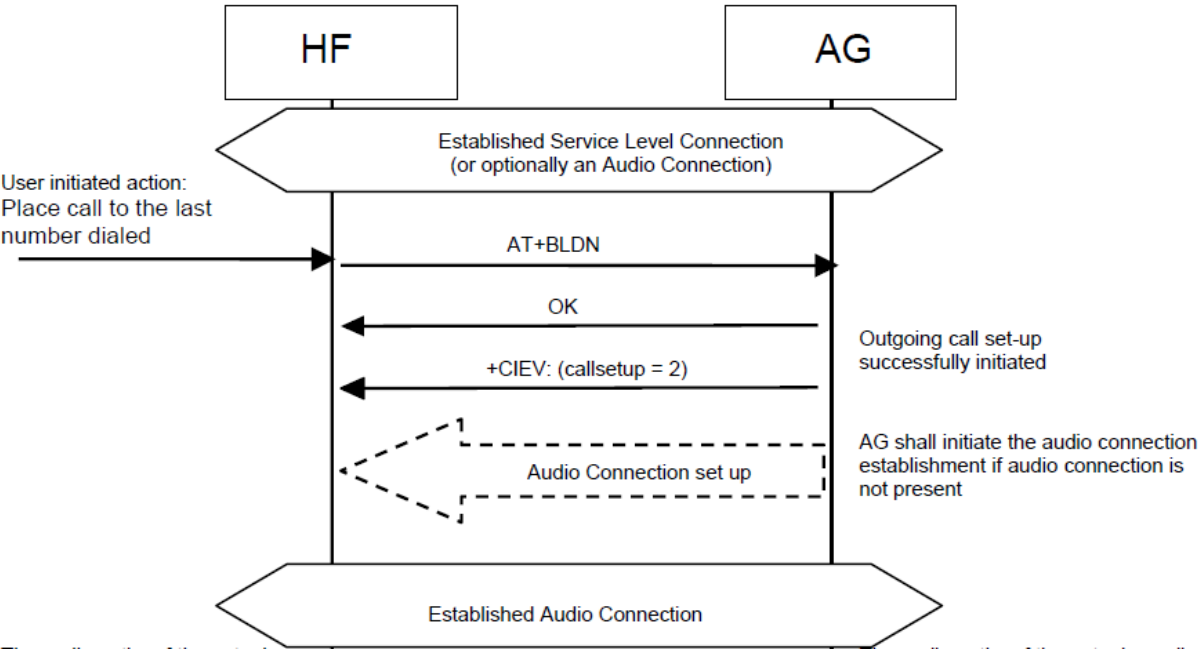 HF
AG
Established Service Level Connection
(or optionally an Audio Connection)
User initiated action:
Place call to the last
number dialed
AT+BLDN
OK
Outgoing call set-up
successfully initiated
+CIEV: (callsetup = 2)
AG shall initiate the audio connection
establishment if audio connection is
not present
Audio Connection set up
Established Audio Connection